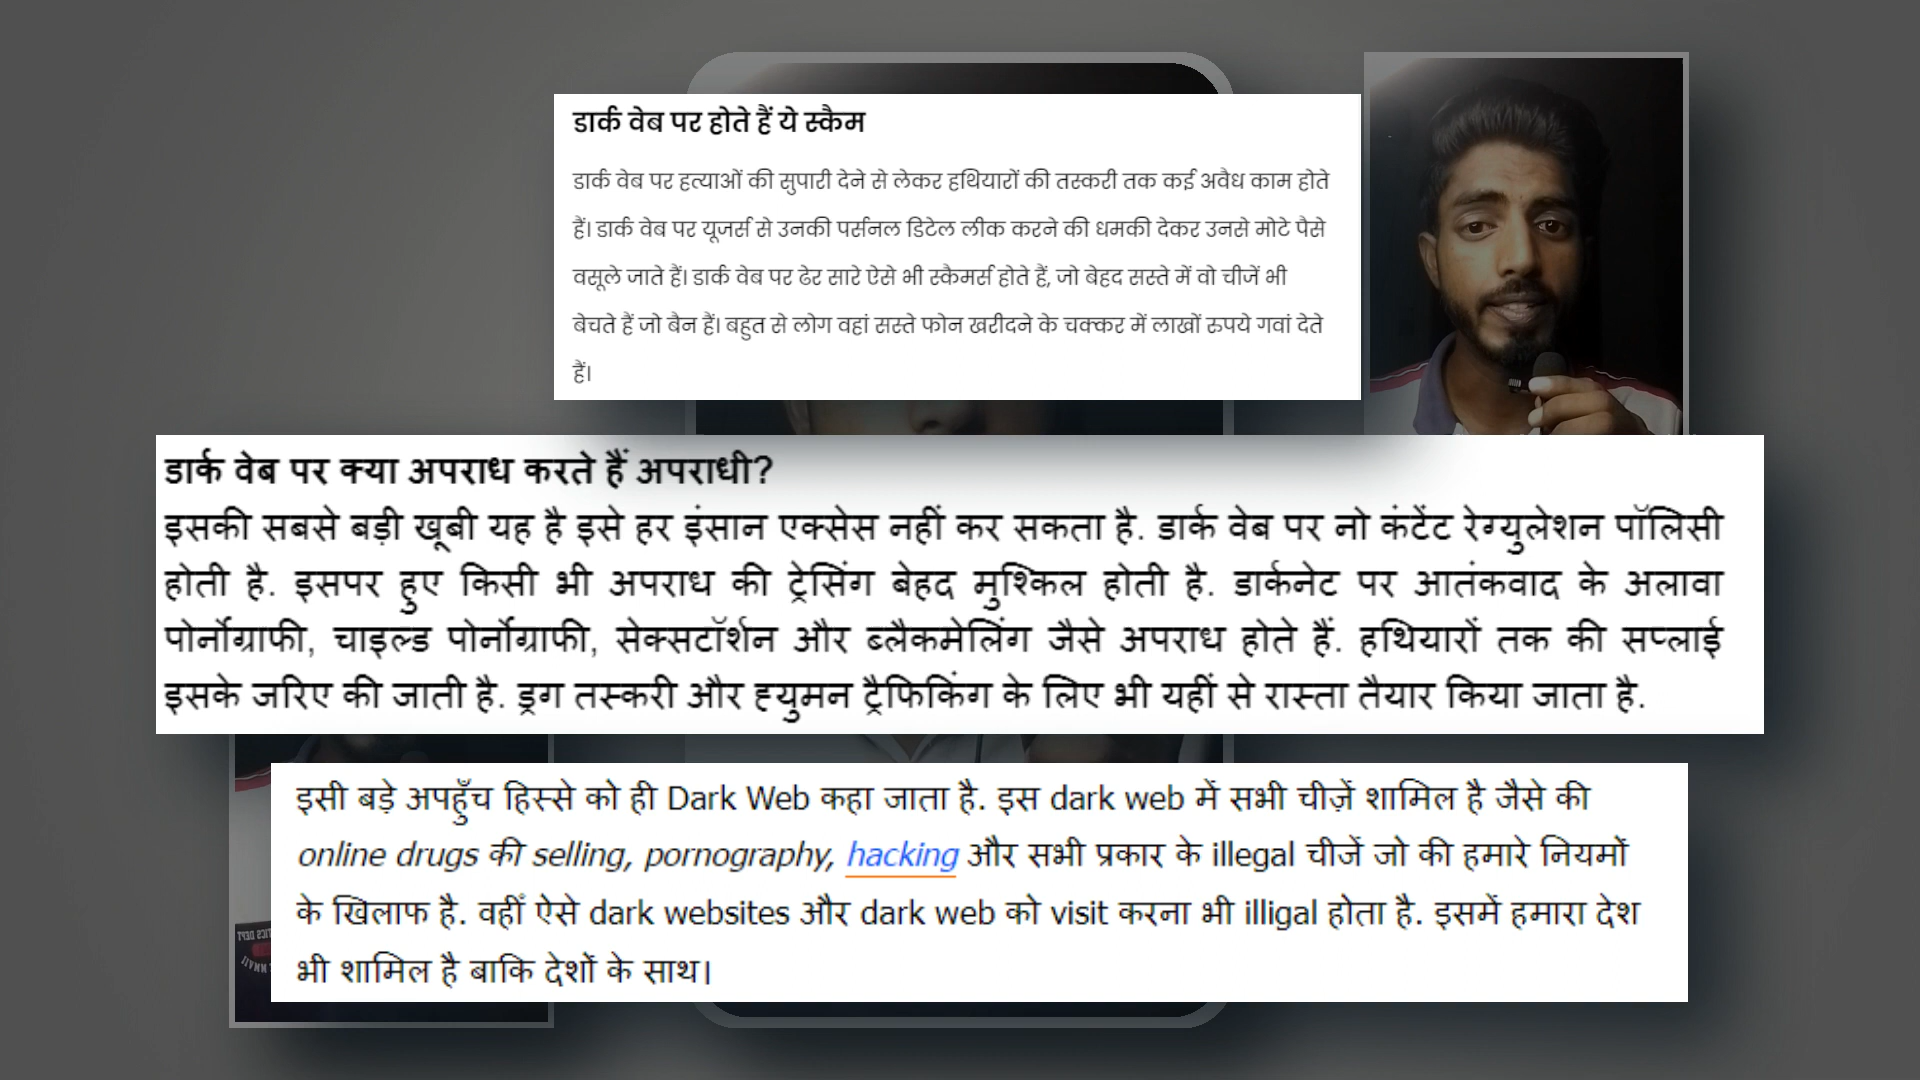 डार्क वेब पर होते हैं ये स्कैम
डार्क वेब पर हत्याओं की सुपारी देने से लेकर हथियारों की तस्करी तक कई अवैध काम होते
हैं। डार्क वेब पर यूजर्स से उनकी पर्सनल डिटेल लीक करने की धमकी देकर उनसे मोटे पैसे
वसूले जाते हैं। डार्क वेब पर ढेर सारे ऐसे भी स्कैमर्स होते हैं, जो बेहद सस्ते में वो चीजें भी
बेचते हैं जो बैन हैं। बहुत से लोग वहां सस्ते फोन खरीदने के चक्कर में लाखों रुपये गवां देते
हैं।
डार्क वेब पर क्या अपराध करते हैं अपराधी?
इसकी सबसे बड़ी खूबी यह है इसे हर इंसान एक्सेस नहीं कर सकता है. डार्क वेब पर नो कंटेंट रेग्युलेशन पॉलिसी
होती है. इसपर हुए किसी भी अपराध की ट्रेसिंग बेहद मुश्किल होती है. डार्कनेट पर आतंकवाद के अलावा
पोर्नोग्राफी, चाइल्ड पोर्नोग्राफी, सेक्सटॉर्शन और ब्लैकमेलिंग जैसे अपराध होते हैं. हथियारों तक की सप्लाई
इसके जरिए की जाती है. ड्रग तस्करी और ह्युमन ट्रैफिकिंग के लिए भी यहीं से रास्ता तैयार किया जाता है.
इसी बड़े अपहुँच हिस्से को ही Dark Web कहा जाता है. इस dark web में सभी चीज़ें शामिल है जैसे की
online drugs की selling, pornography, hacking और सभी प्रकार के illegal चीजें जो की हमारे नियमों
के खिलाफ है. वहीँ ऐसे dark websites और dark web को visit करना भी illigal होता है. इसमें हमारा देश
भी शामिल है बाकि देशों के साथ।